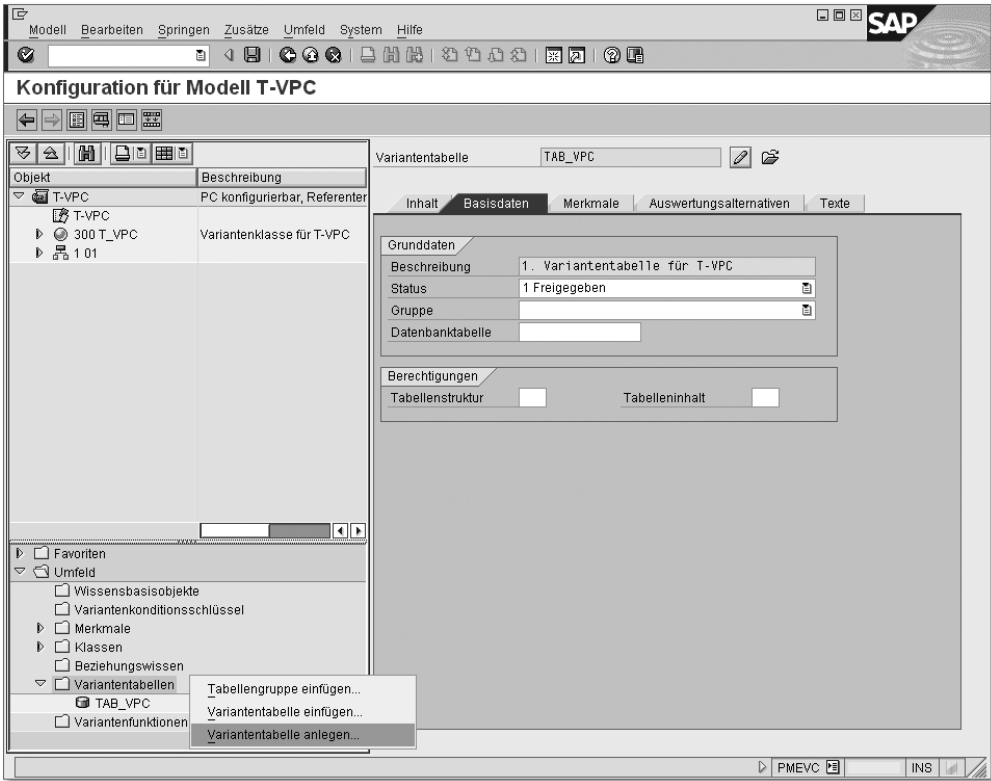 Modell Bearbeiten Springen Zusätze Umfeld System Hilfe
SAP
Konfiguration für Modell T-VPC
Objekt Beschreibung
T-VPC PC konfigurierbar, Referenter
T-VPC
300 T_VPC Variantenklasse für T-VPC
1 01
Variantentabelle TAB_VPC
Inhalt Basisdaten Merkmale Auswertungsalternativen Texte
Grunddaten
Beschreibung 1. Variantentabelle für T-VPC
Status 1 Freigegeben
Gruppe
Datenbanktabelle
Berechtigungen
Tabellenstruktur Tabelleninhalt
Favoriten
Umfeld
Wissensbasisobjekte
Variantenkonditionsschlüssel
Merkmale
Klassen
Beziehungswissen
Variantentabellen
TAB_VPC
Variantenfunktionen
Tabellengruppe einfügen...
Variantentabelle einfügen...
Variantentabelle anlegen...
PMEVC INS